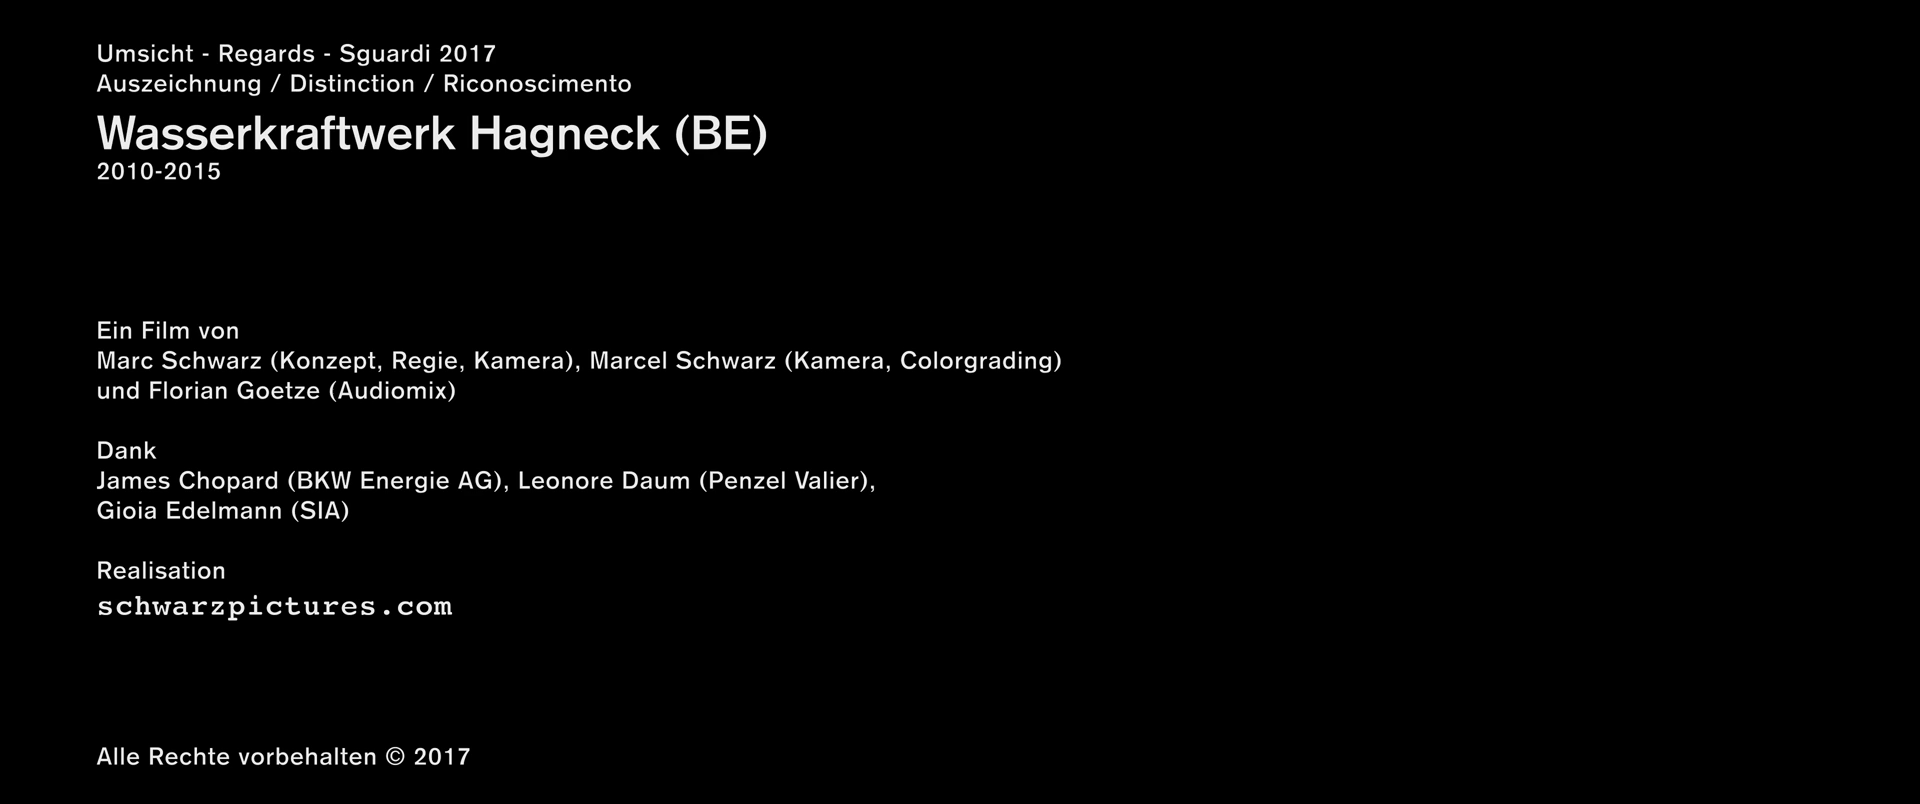 Umsicht - Regards - Sguardi 2017
Auszeichnung / Distinction / Riconoscimento
Wasserkraftwerk Hagneck (BE)
2010-2015
Ein Film von
Marc Schwarz (Konzept, Regie, Kamera), Marcel Schwarz (Kamera, Colorgrading)
und Florian Goetze (Audiomix)
Dank
James Chopard (BKW Energie AG), Leonore Daum (Penzel Valier),
Gioia Edelmann (SIA)
Realisation
schwarzpictures.com
Alle Rechte vorbehalten © 2017